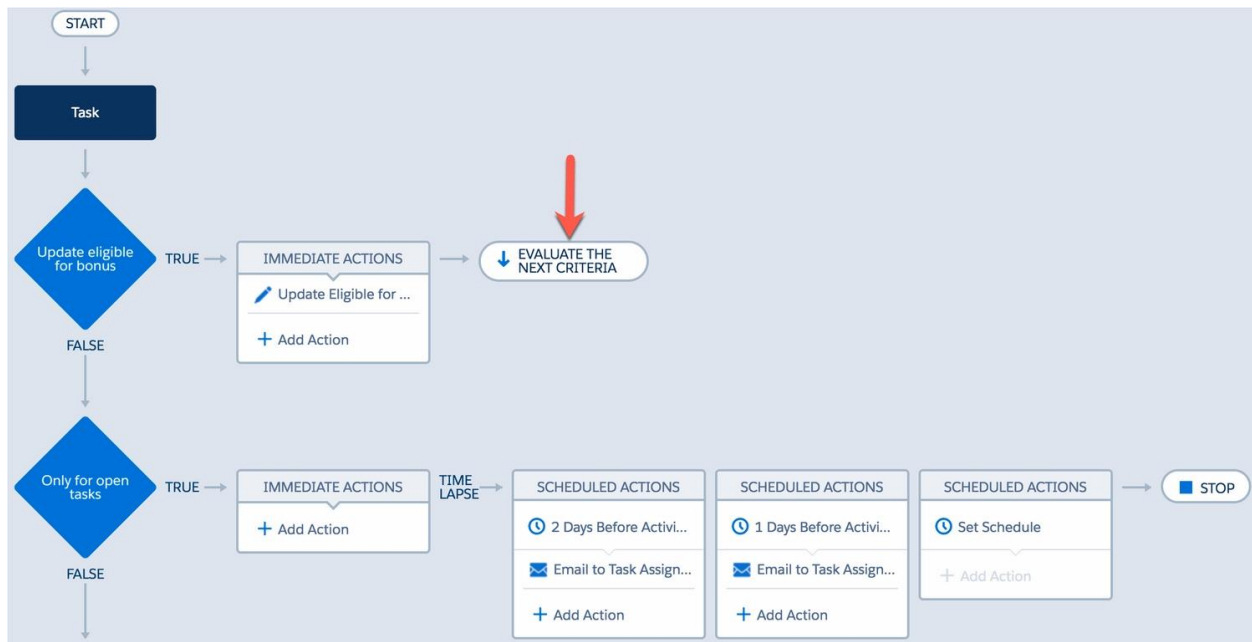 START
Task
Update eligible
for bonus
TRUE
IMMEDIATE ACTIONS
Update Eligible for ...
+ Add Action
EVALUATE THE
NEXT CRITERIA
FALSE
Only for open
tasks
TRUE
IMMEDIATE ACTIONS
+ Add Action
TIME
LAPSE
SCHEDULED ACTIONS
2 Days Before Activi...
Email to Task Assign...
+ Add Action
SCHEDULED ACTIONS
1 Days Before Activi...
Email to Task Assign...
+ Add Action
SCHEDULED ACTIONS
Set Schedule
+ Add Action
STOP
FALSE